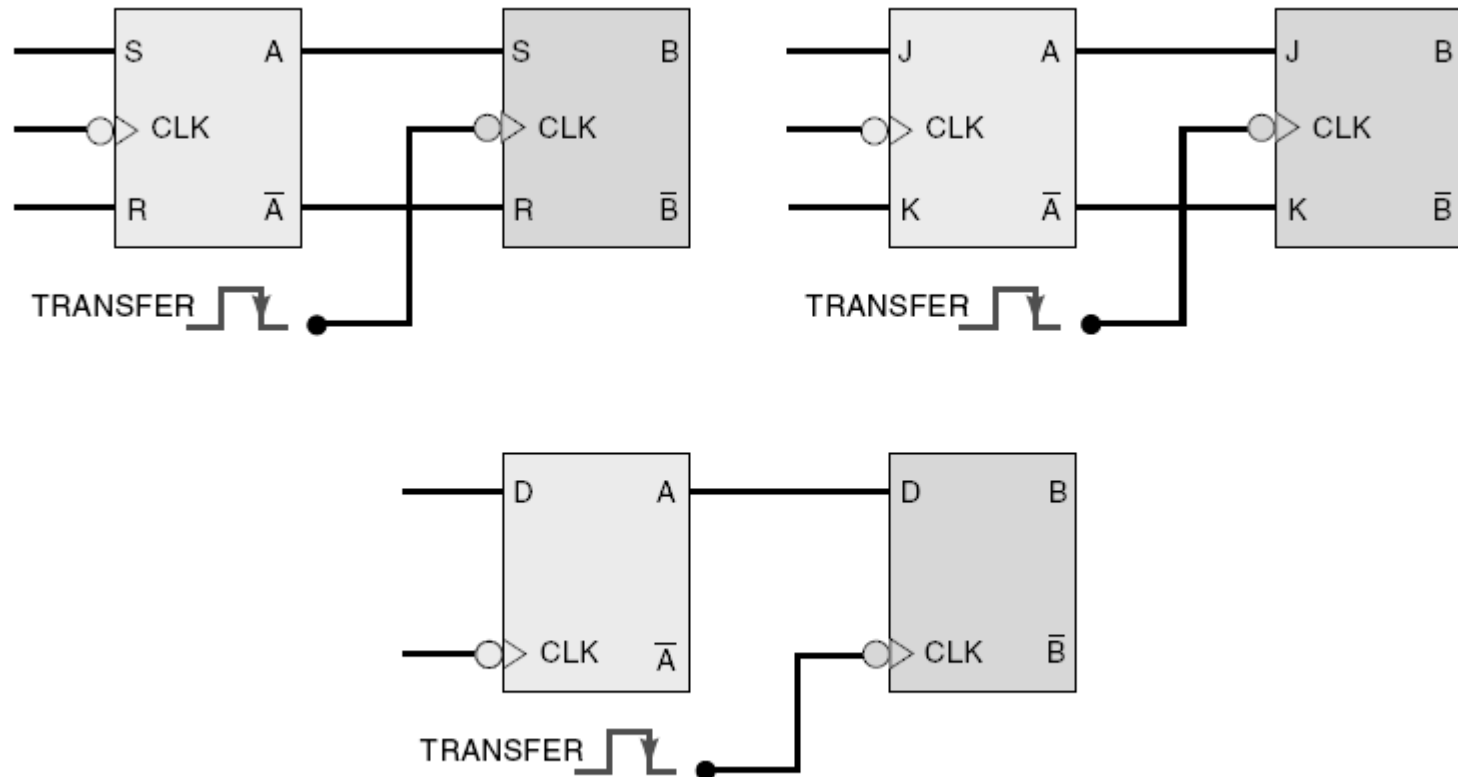 S A S B J A J B
CLK CLK CLK CLK
R A̅ R B̅ K A̅ K B̅
TRANSFER TRANSFER
D A D B
CLK A̅ CLK B̅
TRANSFER